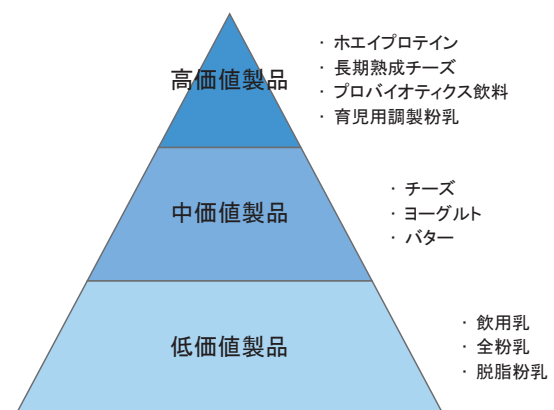 高価値製品
· ホエイプロテイン
· 長期熟成チーズ
· プロバイオティクス飲料
· 育児用調製粉乳
中価値製品
· チーズ
· ヨーグルト
· バター
低価値製品
· 飲用乳
· 全粉乳
· 脱脂粉乳